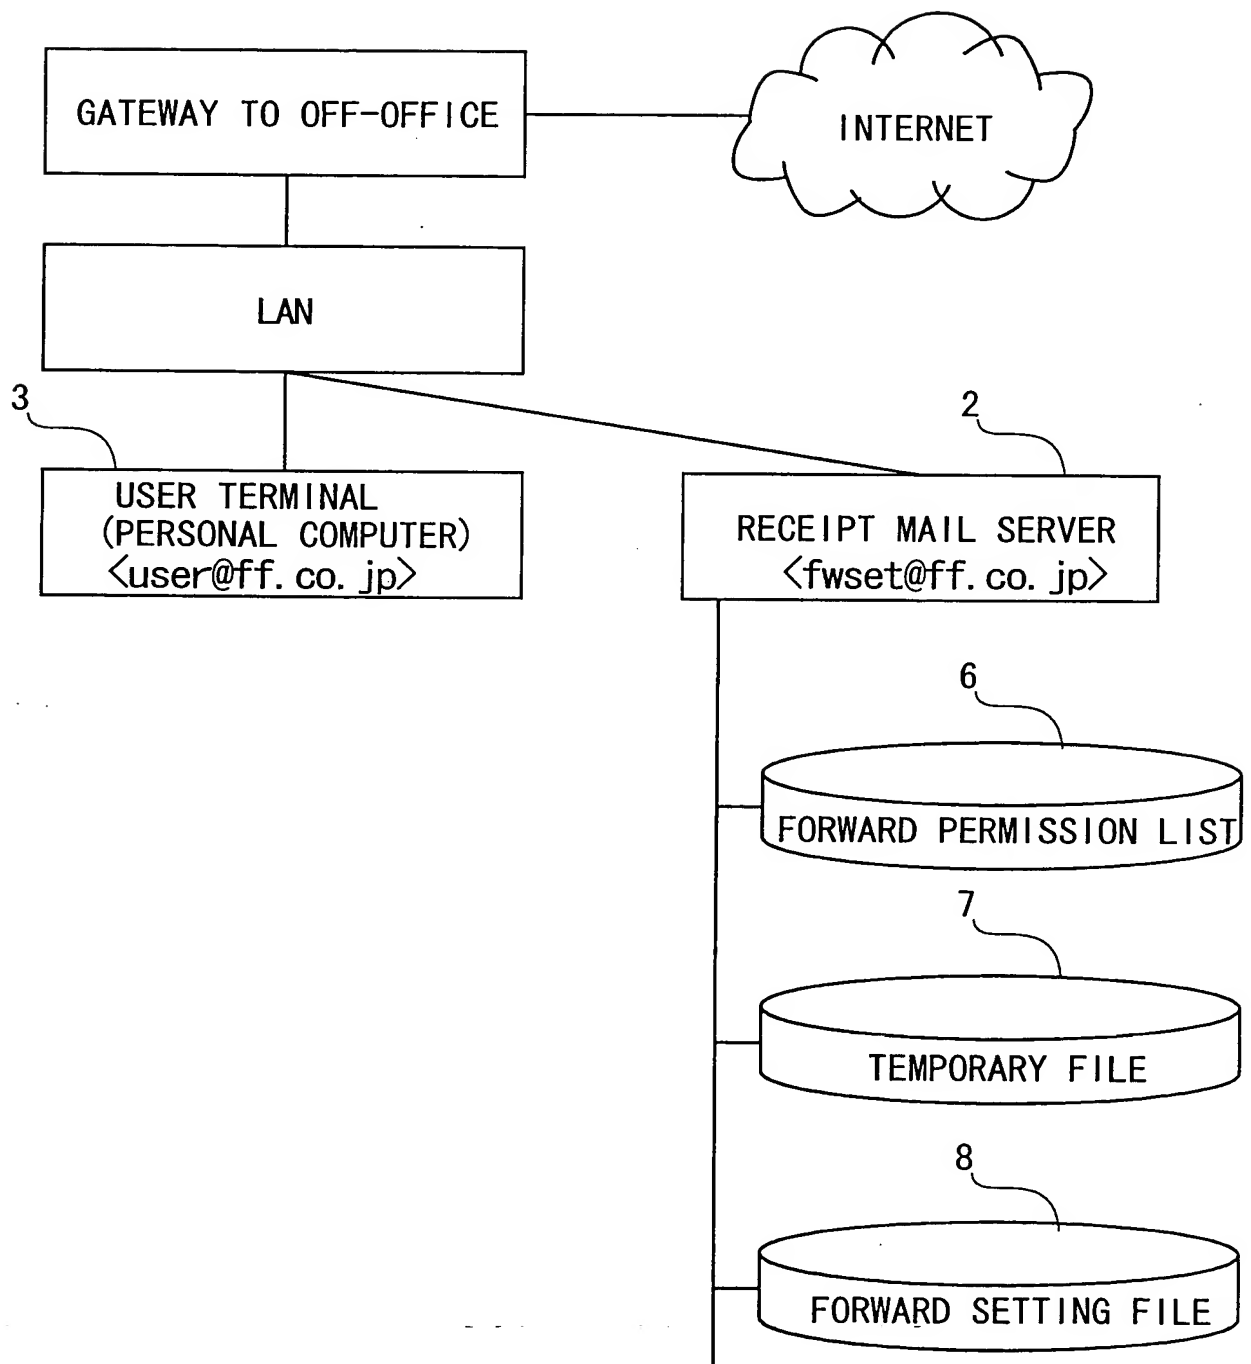 GATEWAY TO OFF-OFFICE
INTERNET
LAN
3
2
USER TERMINAL
(PERSONAL COMPUTER)
<user@ff.co.jp>
RECEIPT MAIL SERVER
<fwset@ff.co.jp>
6
FORWARD PERMISSION LIST
7
TEMPORARY FILE
8
FORWARD SETTING FILE